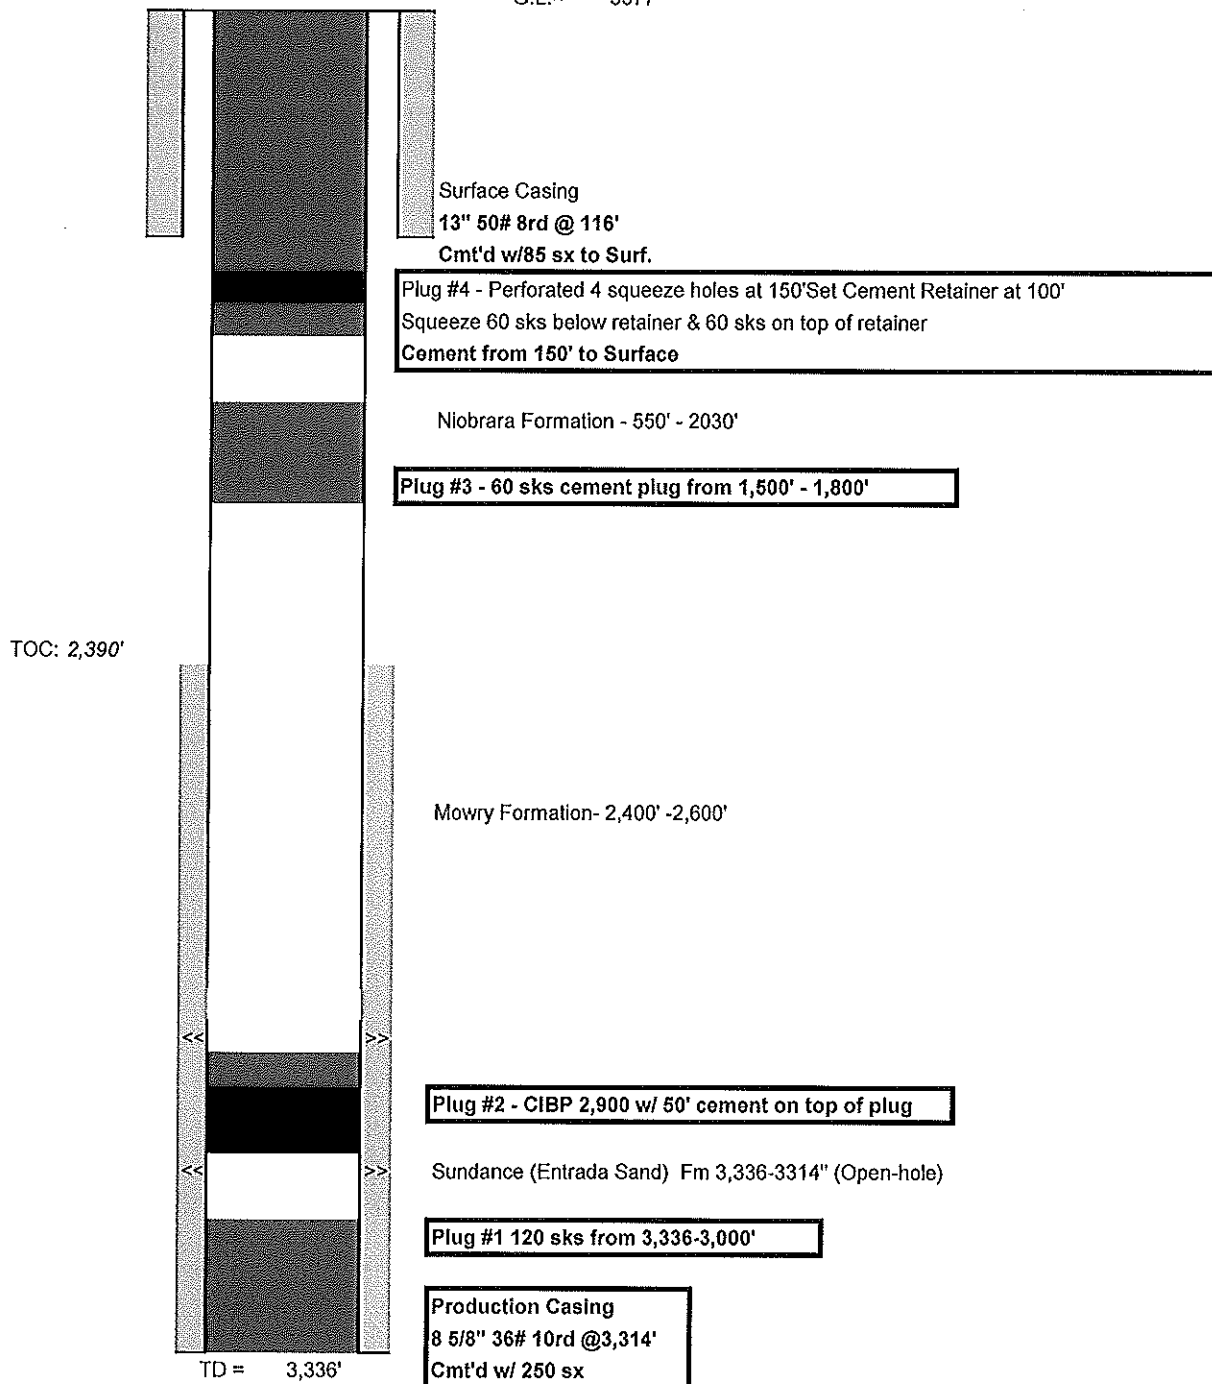 Surface Casing
13" 50# 8rd @ 116'
Cmt'd w/85 sx to Surf.
Plug #4 - Perforated 4 squeeze holes at 150'Set Cement Retainer at 100'
Squeeze 60 sks below retainer & 60 sks on top of retainer
Cement from 150' to Surface
Niobrara Formation - 550' - 2030'
Plug #3 - 60 sks cement plug from 1,500' - 1,800'
TOC: 2,390'
Mowry Formation- 2,400' -2,600'
<< >>
Plug #2 - CIBP 2,900 w/ 50' cement on top of plug
<< >>
Sundance (Entrada Sand) Fm 3,336-3314" (Open-hole)
Plug #1 120 sks from 3,336-3,000'
Production Casing
8 5/8" 36# 10rd @3,314'
Cmt'd w/ 250 sx
TD = 3,336'